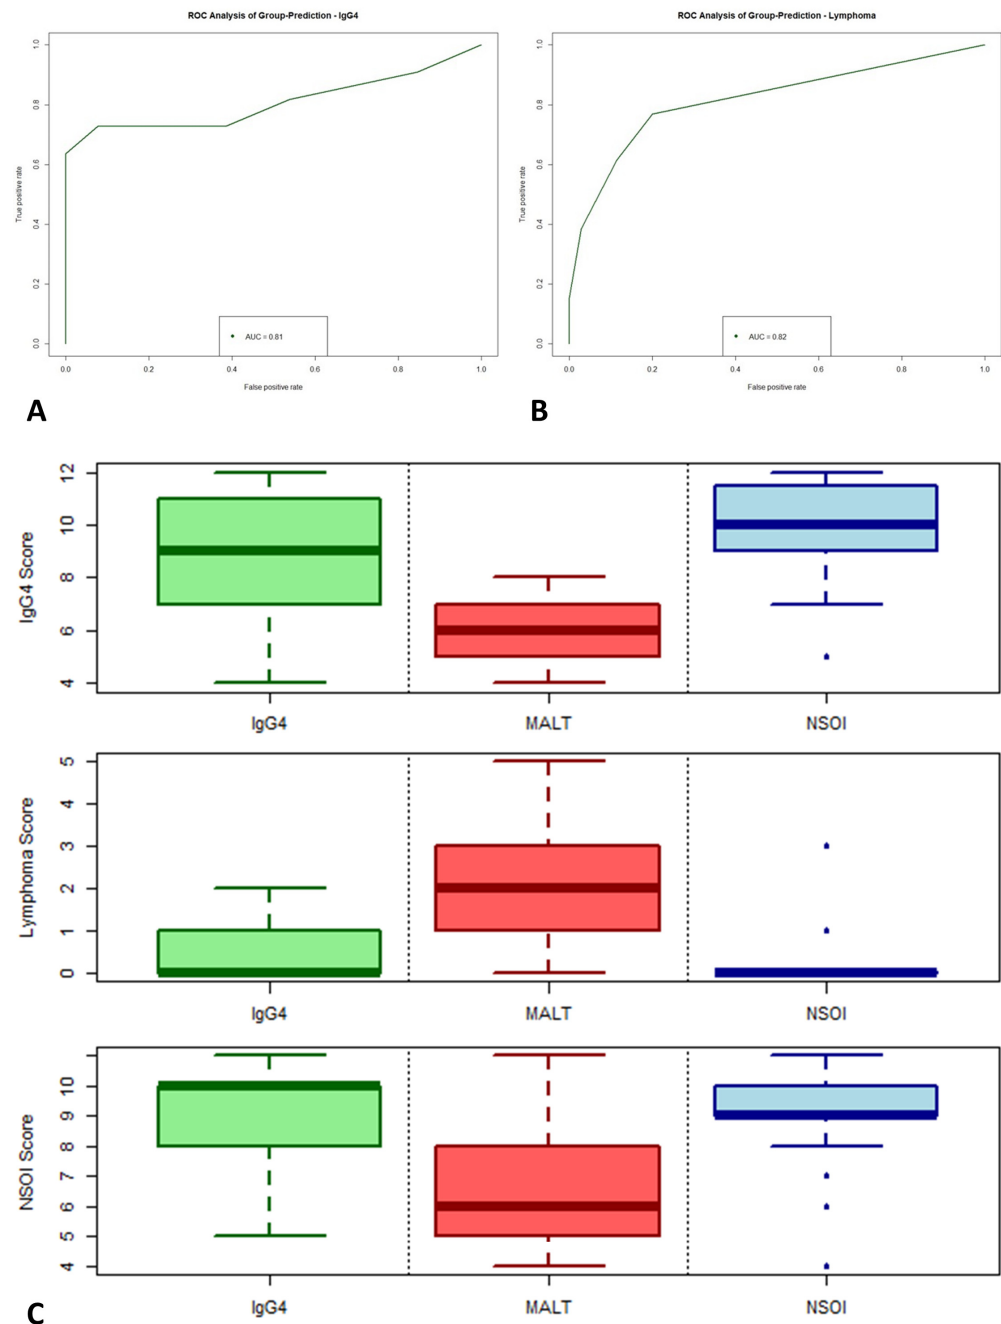 ROC Analysis of Group-Prediction - IgG4
True positive rate
1.0
0.8
0.6
0.4
0.2
0.0
AUC = 0.81
0.0 0.2 0.4 0.6 0.8 1.0
False positive rate
A
ROC Analysis of Group-Prediction - Lymphoma
True positive rate
1.0
0.8
0.6
0.4
0.2
0.0
AUC = 0.82
0.0 0.2 0.4 0.6 0.8 1.0
False positive rate
B
IgG4 Score
12
10
8
6
4
IgG4 MALT NSOI
Lymphoma Score
5
4
3
2
1
0
IgG4 MALT NSOI
NSOI Score
10
9
8
7
6
5
4
IgG4 MALT NSOI
C